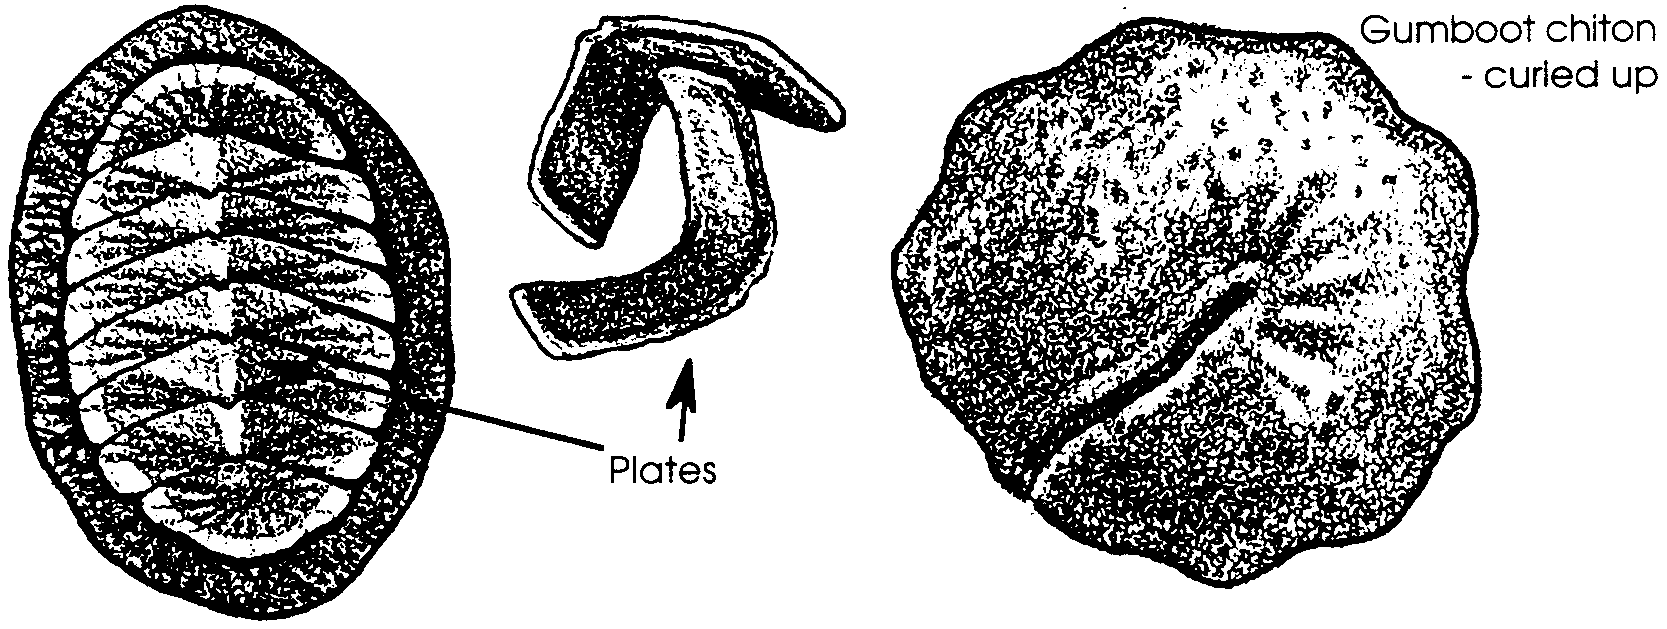 Gumboot chiton
- curled up
Plates